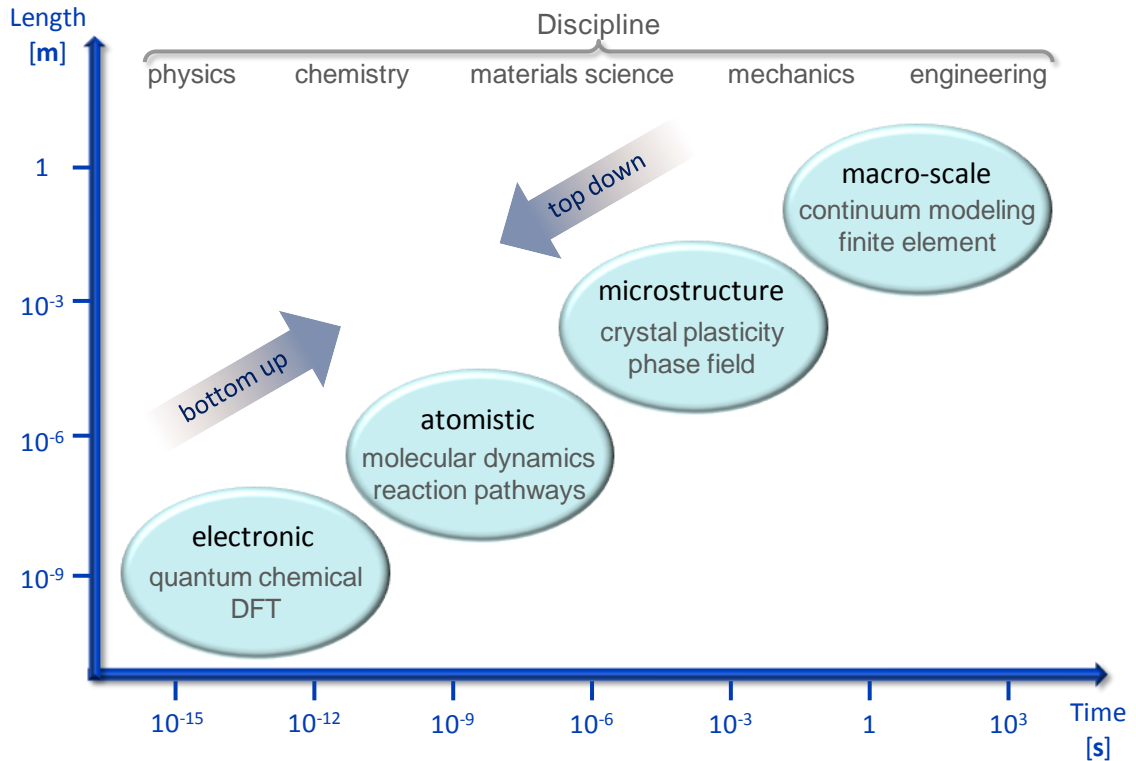 Length
[m]
Discipline
physics chemistry materials science mechanics engineering
1
10⁻³
10⁻⁶
10⁻⁹
top down
bottom up
macro-scale
continuum modeling
finite element
microstructure
crystal plasticity
phase field
atomistic
molecular dynamics
reaction pathways
electronic
quantum chemical
DFT
10⁻¹⁵ 10⁻¹² 10⁻⁹ 10⁻⁶ 10⁻³ 1 10³
Time
[s]